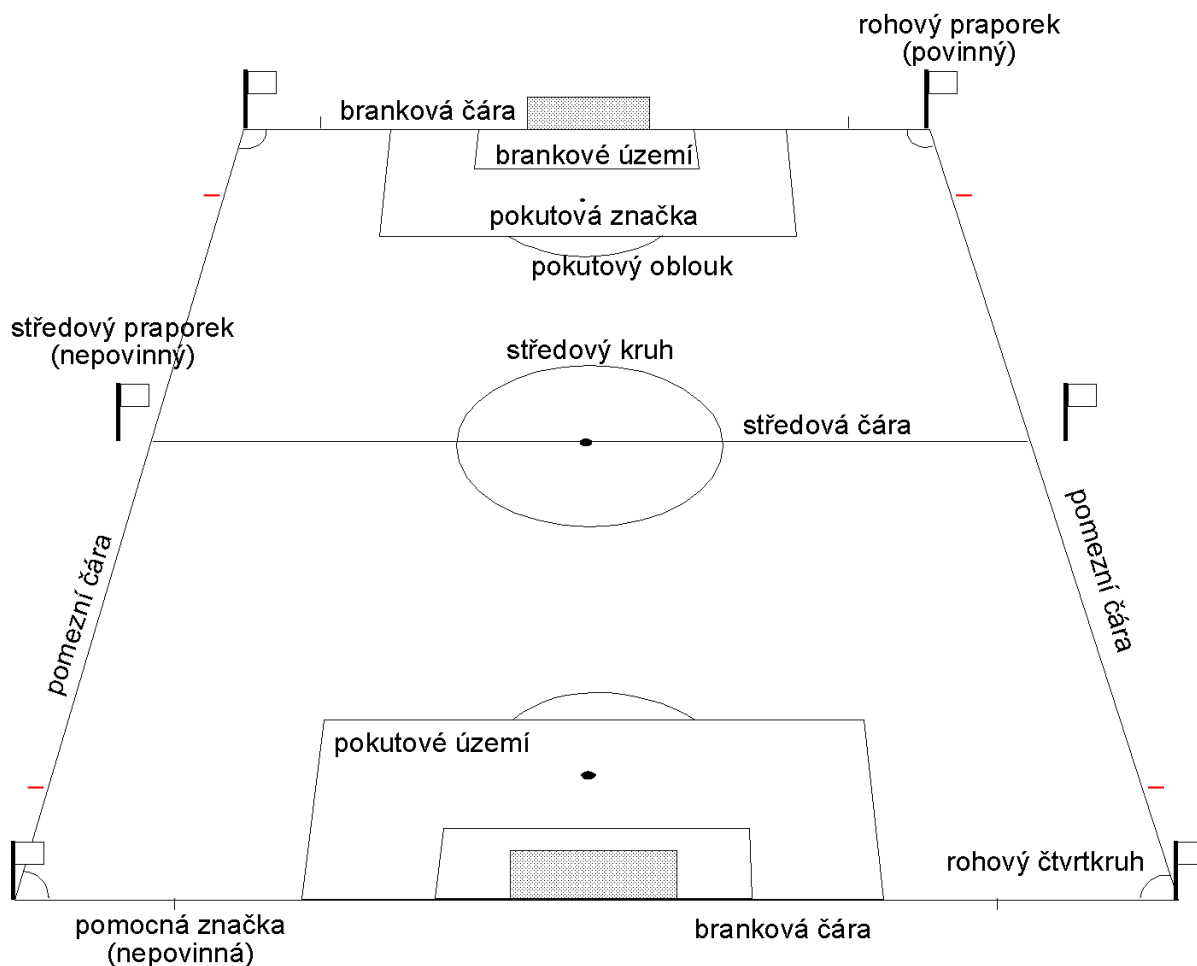 rohový praporek
(povinný)
branková čára
brankové území
pokutová značka
pokutový oblouk
středový praporek
(nepovinný)
středový kruh
středová čára
pomezní čára
pomezní čára
pokutové území
rohový čtvrtkruh
pomocná značka
(nepovinná)
branková čára